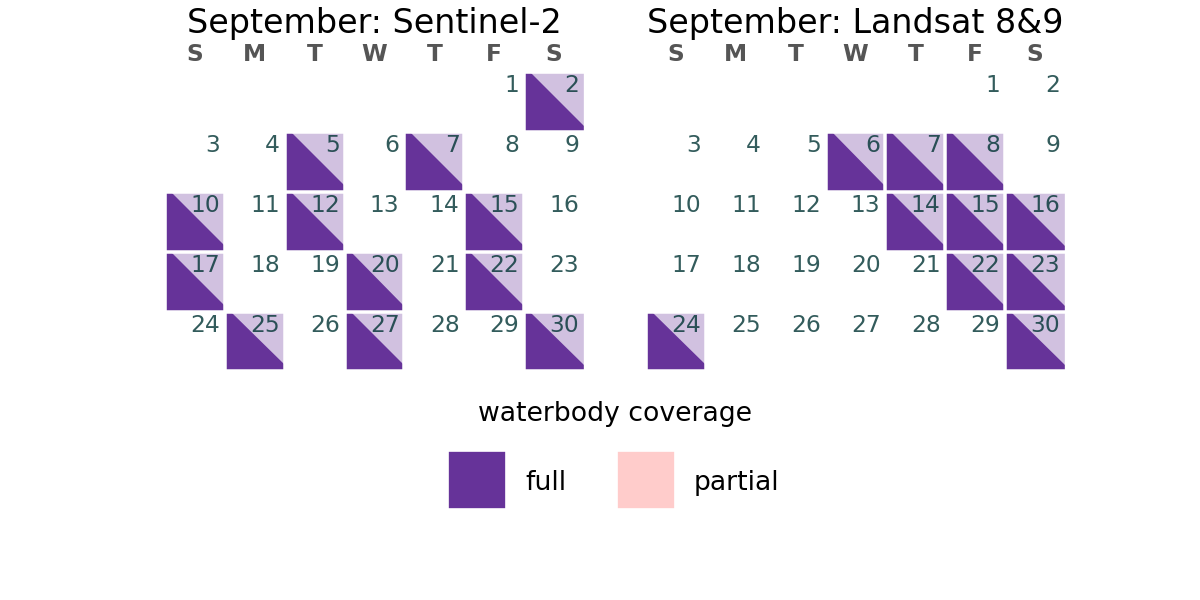 September: Sentinel-2
S M T W T F S
1 2
3 4 5 6 7 8 9
10 11 12 13 14 15 16
17 18 19 20 21 22 23
24 25 26 27 28 29 30
September: Landsat 8&9
S M T W T F S
1 2
3 4 5 6 7 8 9
10 11 12 13 14 15 16
17 18 19 20 21 22 23
24 25 26 27 28 29 30
waterbody coverage
full partial